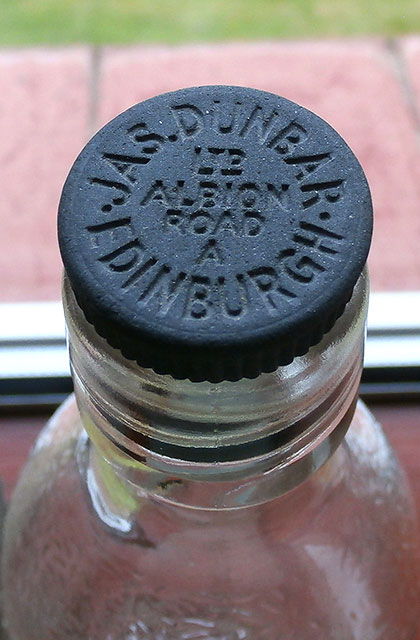 ·JAS. DUNBAR·
LTD
ALBION
ROAD
A
EDINBURGH